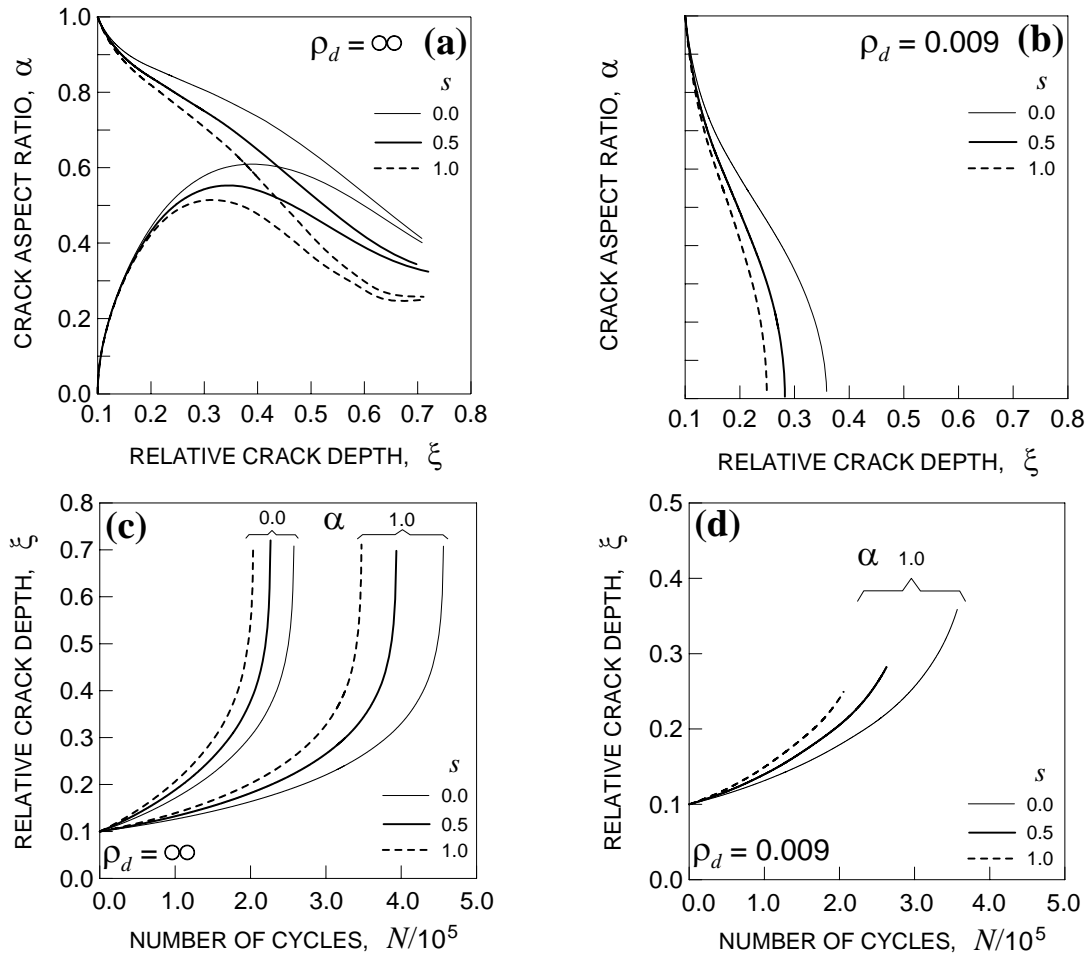 CRACK ASPECT RATIO, α
1.0
0.8
0.6
0.4
0.2
0.0
ρd = ∞ (a)
s
0.0
0.5
1.0
0.1 0.2 0.3 0.4 0.5 0.6 0.7 0.8
RELATIVE CRACK DEPTH, ξ
CRACK ASPECT RATIO, α
ρd = 0.009 (b)
s
0.0
0.5
1.0
0.1 0.2 0.3 0.4 0.5 0.6 0.7 0.8
RELATIVE CRACK DEPTH, ξ
RELATIVE CRACK DEPTH, ξ
0.8
0.7
0.6
0.5
0.4
0.3
0.2
0.1
0.0
(c)
0.0 α 1.0
s
0.0
0.5
1.0
ρd = ∞
0.0 1.0 2.0 3.0 4.0 5.0
NUMBER OF CYCLES, N/10⁵
RELATIVE CRACK DEPTH, ξ
0.5
0.4
0.3
0.2
0.1
0.0
(d)
α 1.0
s
0.0
0.5
1.0
ρd = 0.009
0.0 1.0 2.0 3.0 4.0 5.0
NUMBER OF CYCLES, N/10⁵